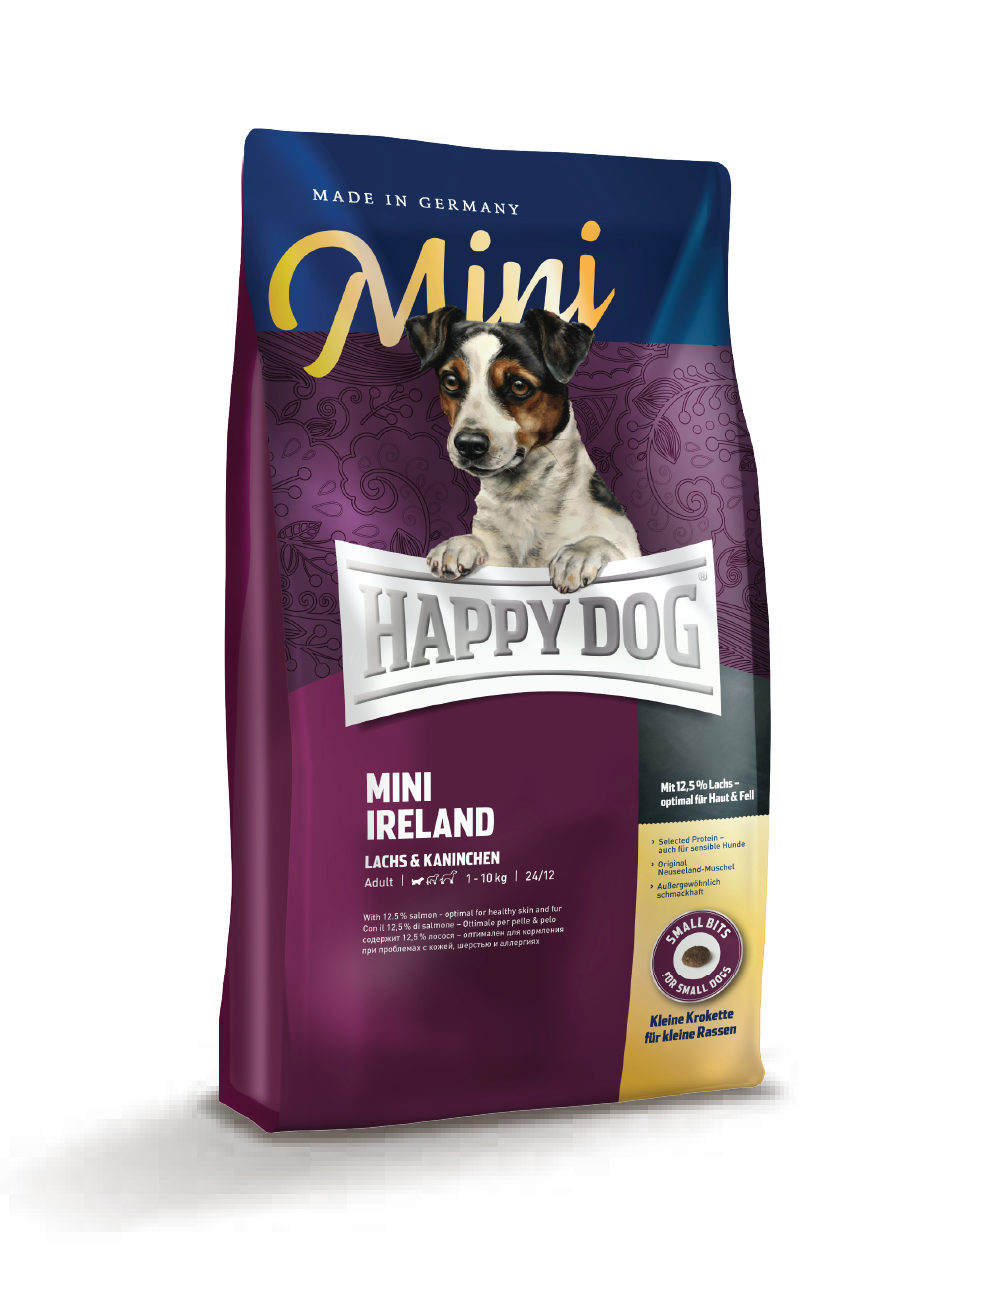 MADE IN GERMANY
Mini
HAPPY DOG®
MINI
IRELAND
LACHS & KANINCHEN
Adult | 1 - 10 kg | 24/12
With 12,5 % salmon - optimal for healthy skin and fur
Con il 12,5 % di salmone - Ottimale per pelle & pelo
содержит 12,5 % лосося – оптимален для кормления
при проблемах с кожей, шерстью и аллергиях
Mit 12,5 % Lachs –
optimal für Haut & Fell
› Selected Protein –
auch für sensible Hunde
› Original
Neuseeland-Muschel
› Außergewöhnlich
schmackhaft
SMALL BITS
FOR SMALL DOGS
Kleine Krokette
für kleine Rassen